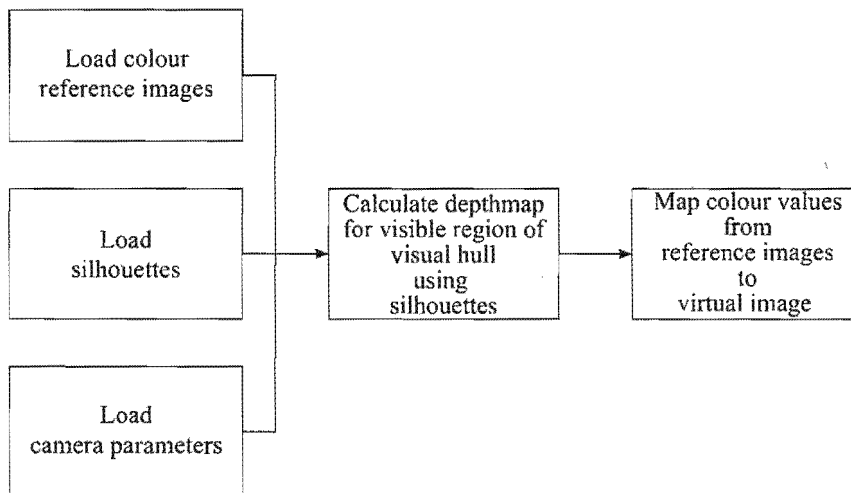 Load colour
reference images
Load
silhouettes
Load
camera parameters
Calculate depthmap
for visible region of
visual hull
using
silhouettes
Map colour values
from
reference images
to
virtual image